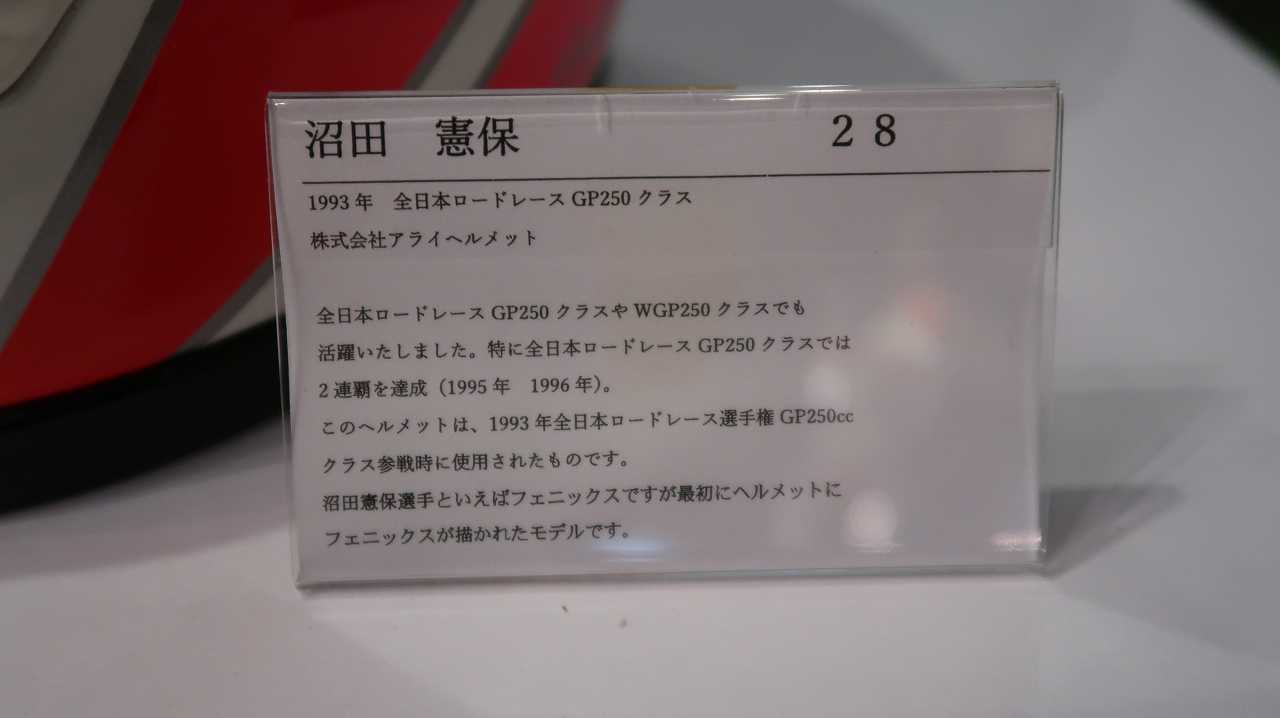 沼田　憲保　２８
1993 年　全日本ロードレース GP250 クラス
株式会社アライヘルメット
全日本ロードレース GP250 クラスや WGP250 クラスでも
活躍いたしました。特に全日本ロードレース GP250 クラスでは
2 連覇を達成（1995 年　1996 年）。
このヘルメットは、1993 年全日本ロードレース選手権 GP250cc
クラス参戦時に使用されたものです。
沼田憲保選手といえばフェニックスですが最初にヘルメットに
フェニックスが描かれたモデルです。